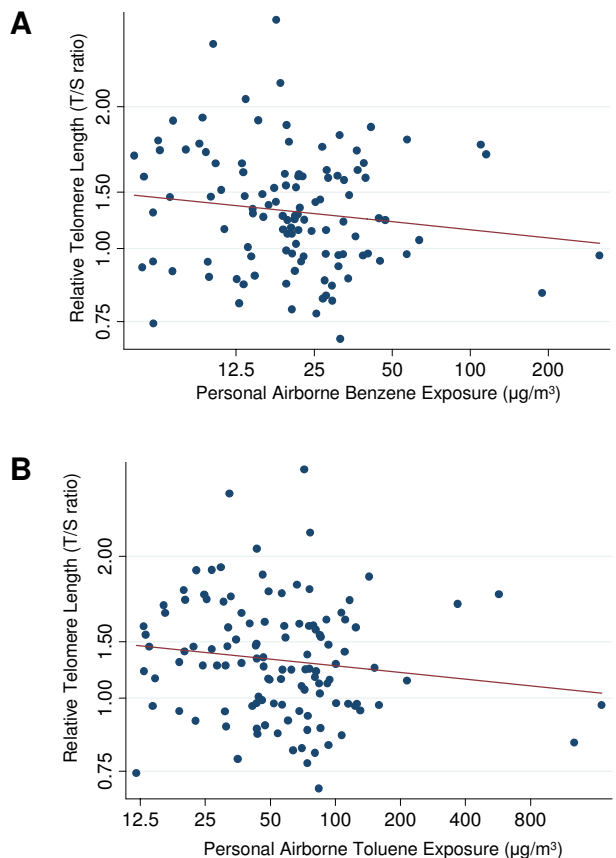 A
Relative Telomere Length (T/S ratio)
2.00
1.50
1.00
0.75
12.5 25 50 100 200
Personal Airborne Benzene Exposure (µg/m³)
B
Relative Telomere Length (T/S ratio)
2.00
1.50
1.00
0.75
12.5 25 50 100 200 400 800
Personal Airborne Toluene Exposure (µg/m³)